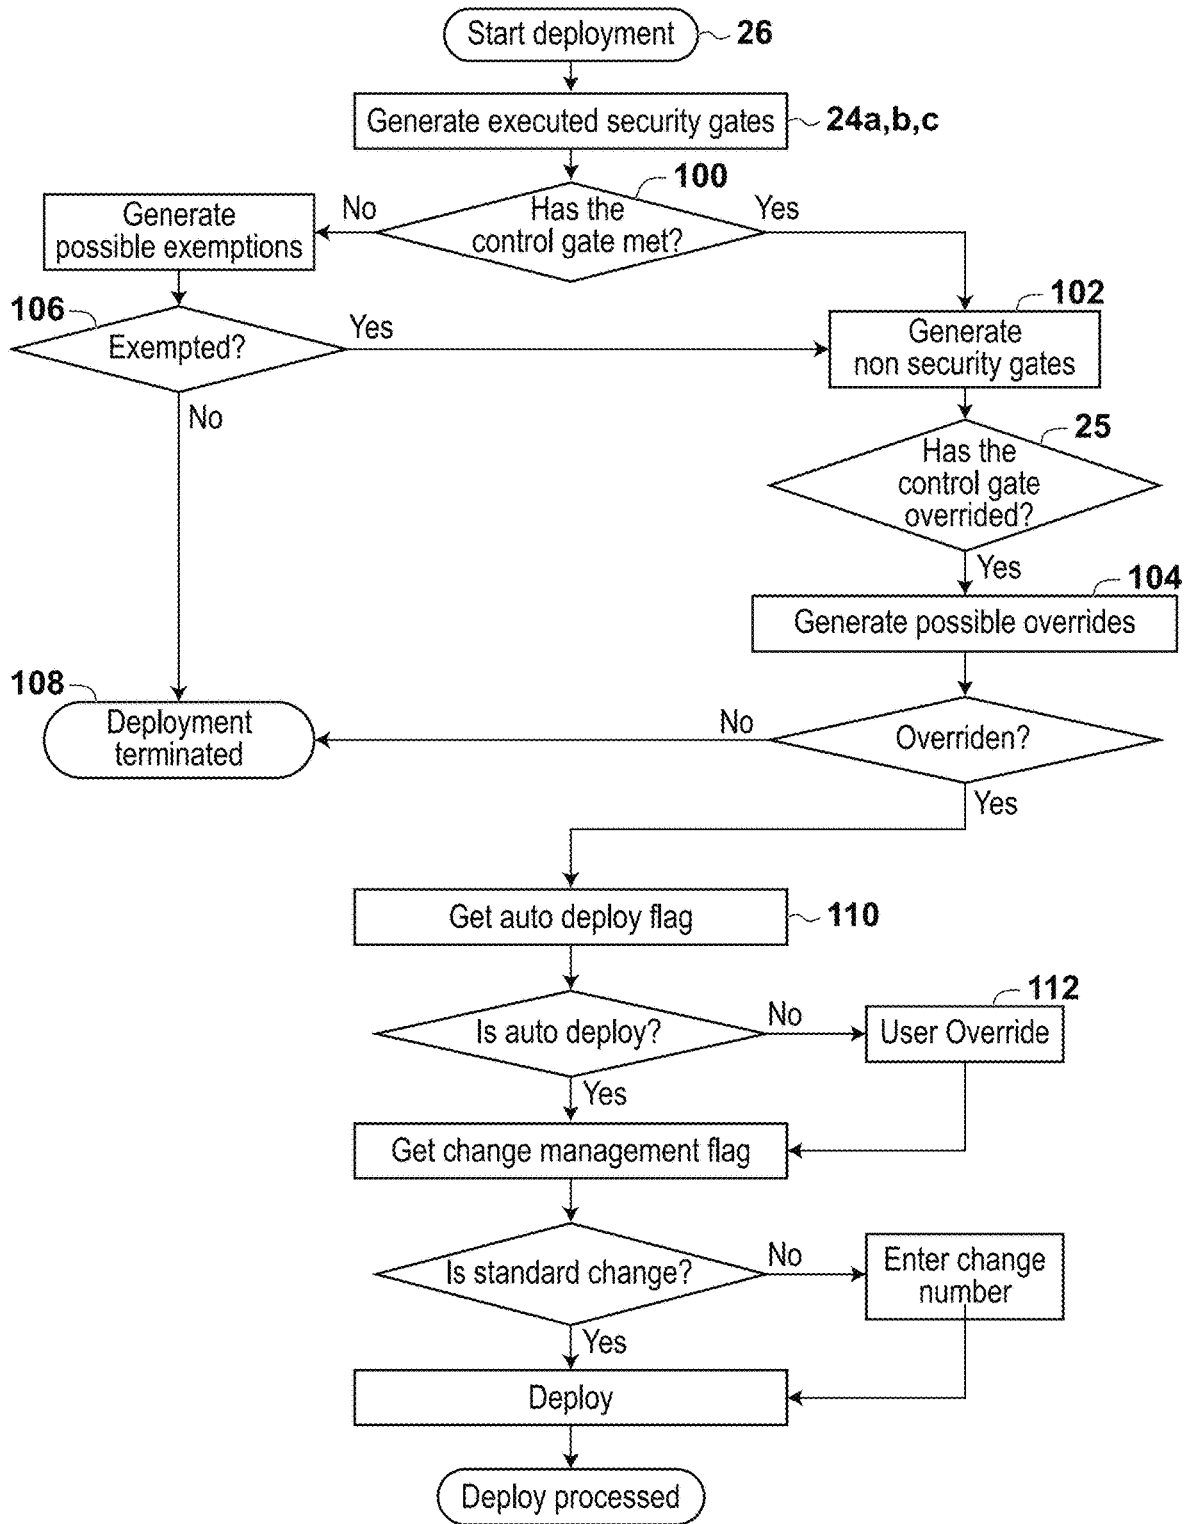 Start deployment
26
Generate executed security gates
24a,b,c
100
Has the
control gate met?
No
Yes
Generate
possible exemptions
102
Generate
non security gates
106
Exempted?
Yes
No
25
Has the
control gate
overrided?
Yes
104
Generate possible overrides
108
Deployment
terminated
No
Overriden?
Yes
Get auto deploy flag
110
Is auto deploy?
No
112
User Override
Yes
Get change management flag
Is standard change?
No
Enter change
number
Yes
Deploy
Deploy processed